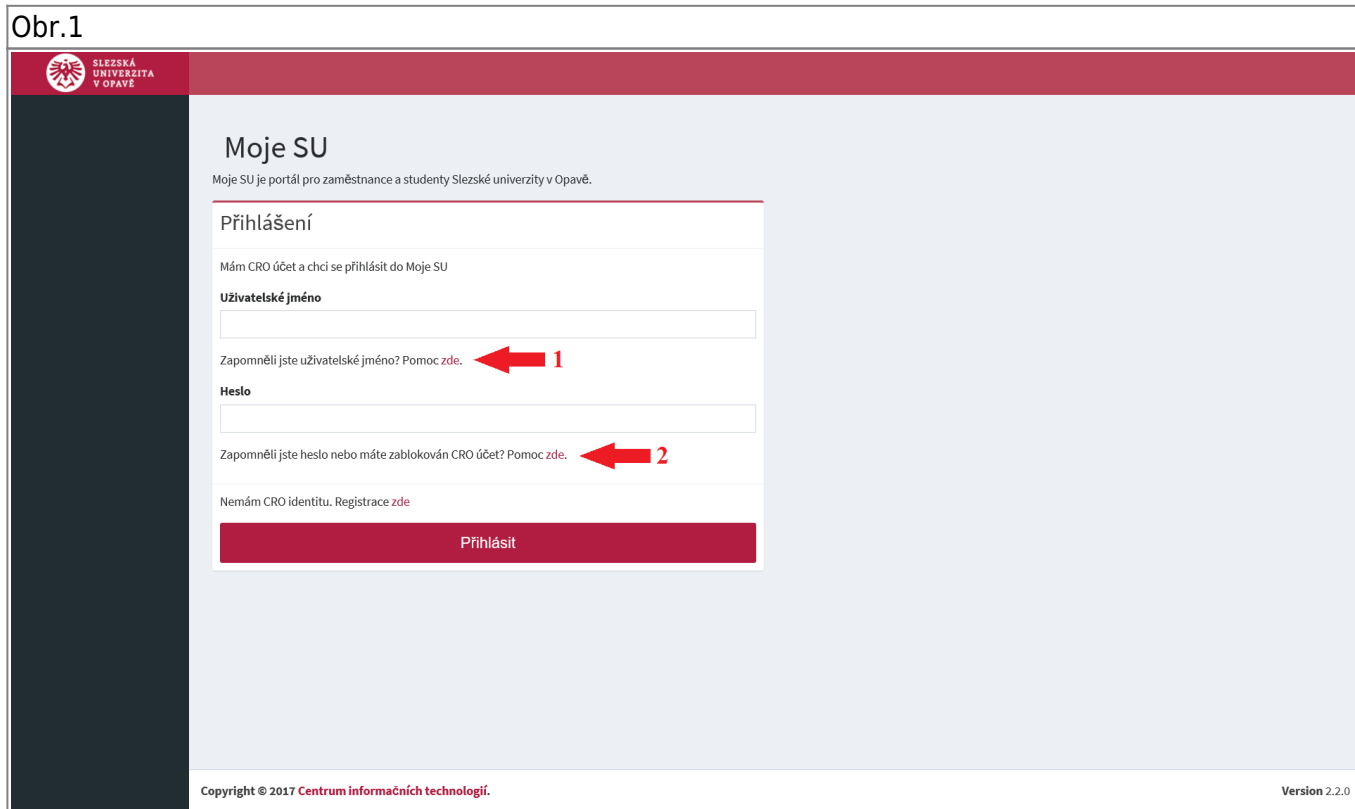 Obr.1
SLEZSKÁ
UNIVERZITA
V OPAVĚ
Moje SU
Moje SU je portál pro zaměstnance a studenty Slezské univerzity v Opavě.
Přihlášení
Mám CRO účet a chci se přihlásit do Moje SU
Uživatelské jméno
Zapomněli jste uživatelské jméno? Pomoc zde. 1
Heslo
Zapomněli jste heslo nebo máte zablokován CRO účet? Pomoc zde. 2
Nemám CRO identitu. Registrace zde
Přihlásit
Copyright © 2017 Centrum informačních technologií. Version 2.2.0